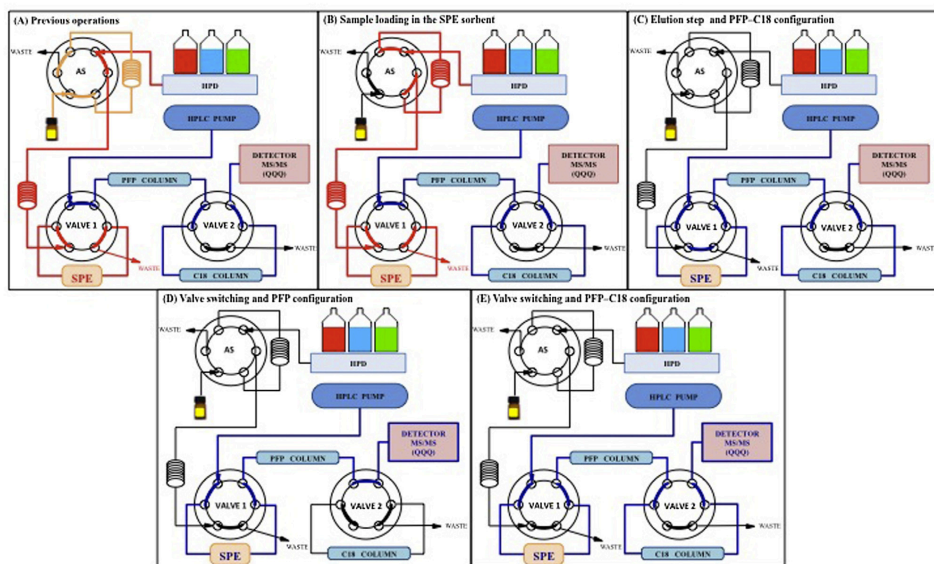 (A) Previous operations
WASTE
AS
HPD
HPLC PUMP
DETECTOR
MS/MS
(QQQ)
PFP COLUMN
VALVE 1
VALVE 2
WASTE
WASTE
SPE
C18 COLUMN
(B) Sample loading in the SPE sorbent
WASTE
AS
HPD
HPLC PUMP
DETECTOR
MS/MS
(QQQ)
PFP COLUMN
VALVE 1
VALVE 2
WASTE
WASTE
SPE
C18 COLUMN
(C) Elution step and PFP–C18 configuration
WASTE
AS
HPD
HPLC PUMP
DETECTOR
MS/MS
(QQQ)
PFP COLUMN
VALVE 1
VALVE 2
WASTE
WASTE
SPE
C18 COLUMN
(D) Valve switching and PFP configuration
WASTE
AS
HPD
HPLC PUMP
DETECTOR
MS/MS
(QQQ)
PFP COLUMN
VALVE 1
VALVE 2
WASTE
WASTE
SPE
C18 COLUMN
(E) Valve switching and PFP–C18 configuration
WASTE
AS
HPD
HPLC PUMP
DETECTOR
MS/MS
(QQQ)
PFP COLUMN
VALVE 1
VALVE 2
WASTE
WASTE
SPE
C18 COLUMN